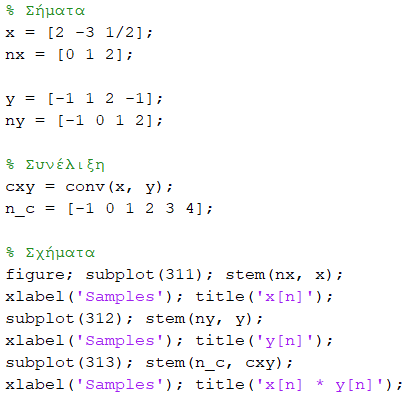 % Σήματα
x = [2 -3 1/2];
nx = [0 1 2];
y = [-1 1 2 -1];
ny = [-1 0 1 2];
% Συνέλιξη
cxy = conv(x, y);
n_c = [-1 0 1 2 3 4];
% Σχήματα
figure; subplot(311); stem(nx, x);
xlabel('Samples'); title('x[n]');
subplot(312); stem(ny, y);
xlabel('Samples'); title('y[n]');
subplot(313); stem(n_c, cxy);
xlabel('Samples'); title('x[n] * y[n]');